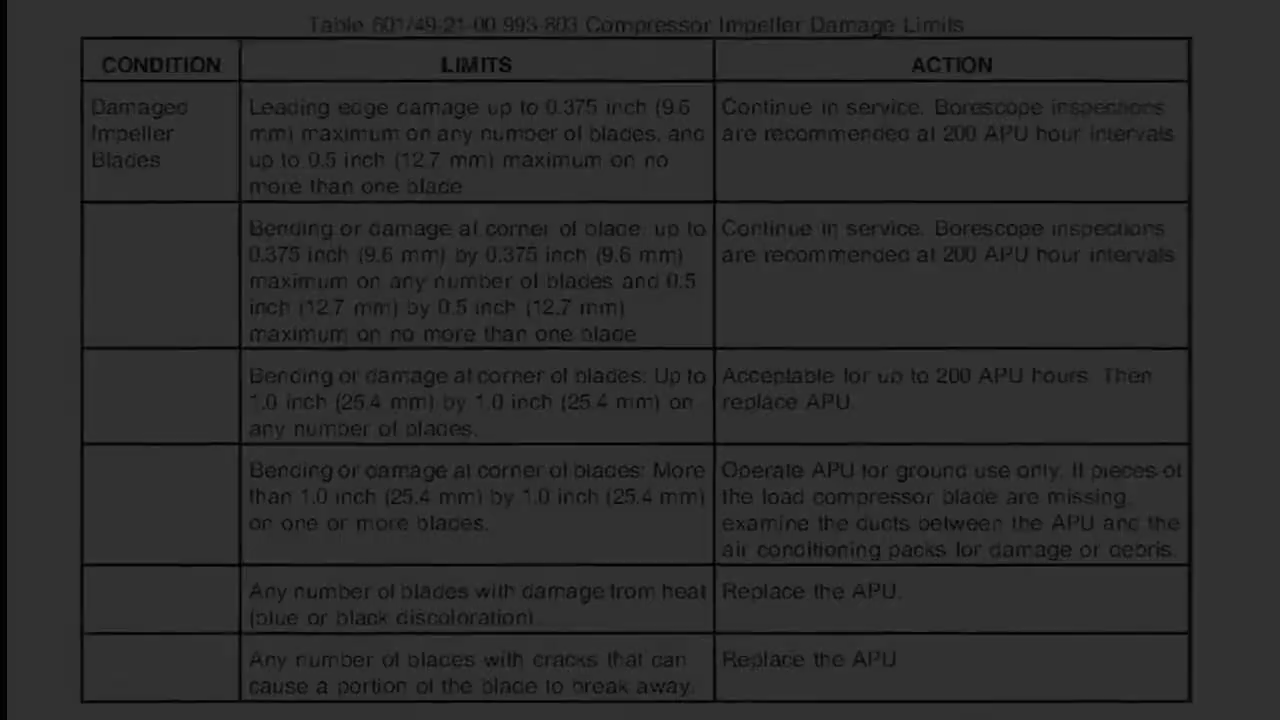 Table 601/49-21-00-993-803 Compressor Impeller Damage Limits
CONDITION LIMITS ACTION
Damaged
Impeller
Blades
Leading edge damage up to 0.375 inch (9.6
mm) maximum on any number of blades, and
up to 0.5 inch (12.7 mm) maximum on no
more than one blade
Continue in service. Borescope inspections
are recommended at 200 APU hour intervals
Bending or damage at corner of blade: up to
0.375 inch (9.6 mm) by 0.375 inch (9.6 mm)
maximum on any number of blades and 0.5
inch (12.7 mm) by 0.5 inch (12.7 mm)
maximum on no more than one blade
Continue in service. Borescope inspections
are recommended at 200 APU hour intervals
Bending or damage at corner of blades: Up to
1.0 inch (25.4 mm) by 1.0 inch (25.4 mm) on
any number of blades.
Acceptable for up to 200 APU hours. Then
replace APU.
Bending or damage at corner of blades: More
than 1.0 inch (25.4 mm) by 1.0 inch (25.4 mm)
on one or more blades.
Operate APU for ground use only. If pieces of
the load compressor blade are missing,
examine the ducts between the APU and the
air conditioning packs for damage or debris.
Any number of blades with damage from heat
(blue or black discoloration).
Replace the APU.
Any number of blades with cracks that can
cause a portion of the blade to break away.
Replace the APU